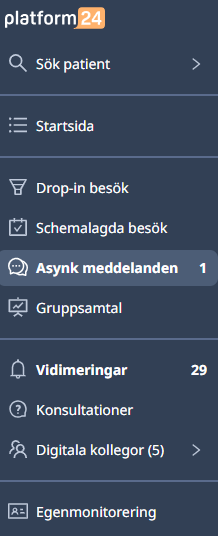 platform24
Sök patient
Startsida
Drop-in besök
Schemalagda besök
Asynk meddelanden 1
Gruppsamtal
Vidimeringar 29
Konsultationer
Digitala kollegor (5)
Egenmonitorering